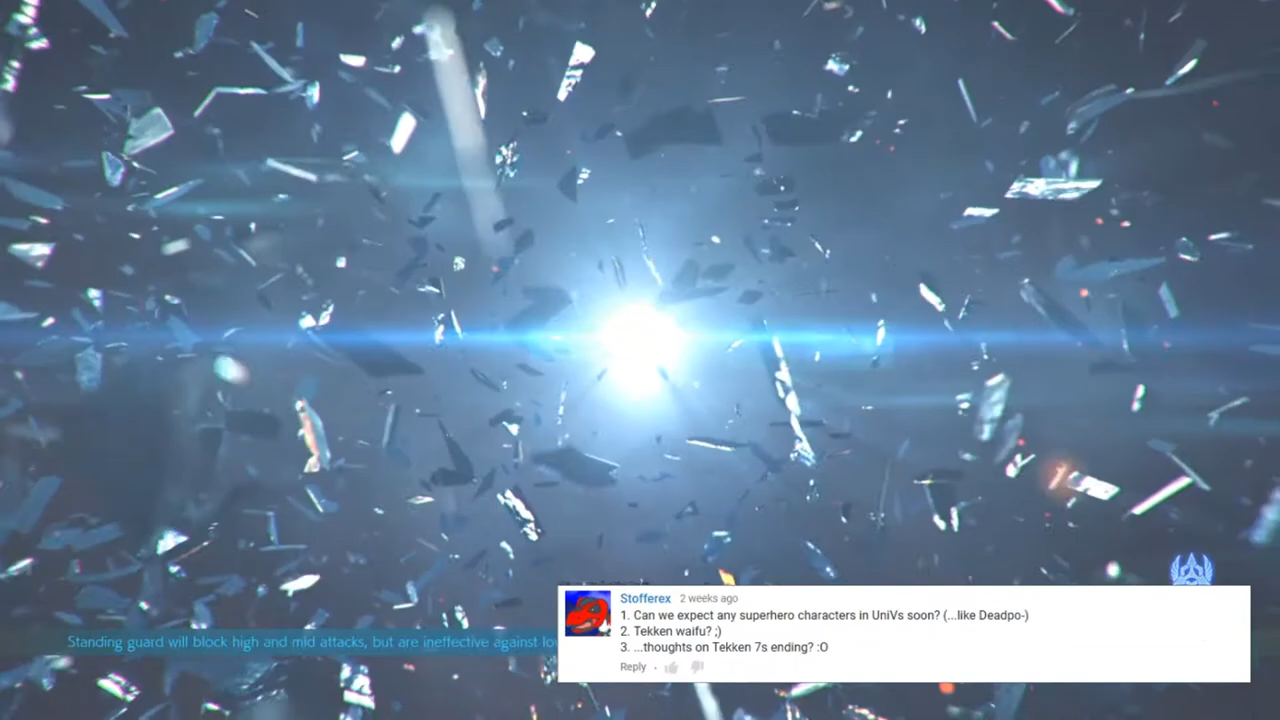 Stofferex 2 weeks ago
1. Can we expect any superhero characters in UniVs soon? (...like Deadpo-)
2. Tekken waifu? ;)
3. ...thoughts on Tekken 7s ending? :O
Reply
Standing guard will block high and mid attacks, but are ineffective against